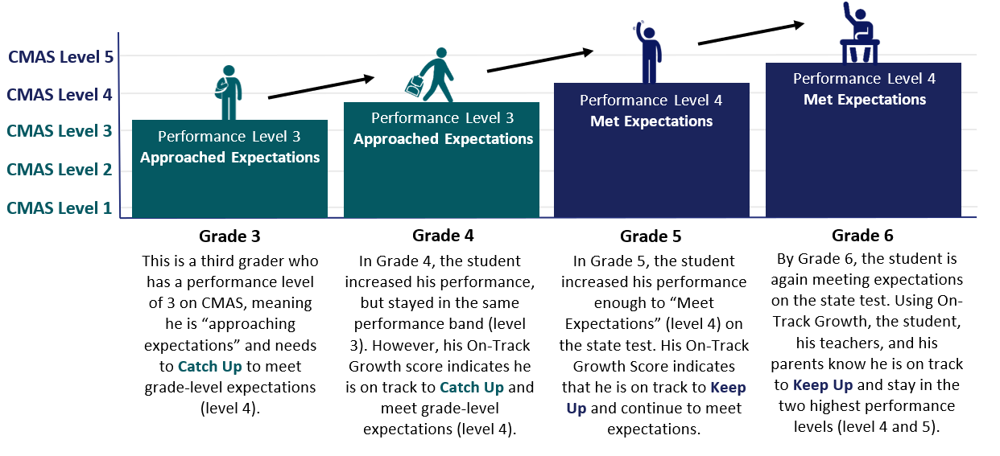 CMAS Level 5
CMAS Level 4
CMAS Level 3
CMAS Level 2
CMAS Level 1
Performance Level 3
Approached Expectations
Performance Level 3
Approached Expectations
Performance Level 4
Met Expectations
Performance Level 4
Met Expectations
Grade 3
This is a third grader who
has a performance level
of 3 on CMAS, meaning
he is “approaching
expectations” and needs
to Catch Up to meet
grade-level expectations
(level 4).
Grade 4
In Grade 4, the student
increased his performance,
but stayed in the same
performance band (level
3). However, his On-Track
Growth score indicates he
is on track to Catch Up and
meet grade-level
expectations (level 4).
Grade 5
In Grade 5, the student
increased his performance
enough to “Meet
Expectations” (level 4) on
the state test. His On-Track
Growth Score indicates
that he is on track to Keep
Up and continue to meet
expectations.
Grade 6
By Grade 6, the student is
again meeting expectations
on the state test. Using On-
Track Growth, the student,
his teachers, and his
parents know he is on track
to Keep Up and stay in the
two highest performance
levels (level 4 and 5).